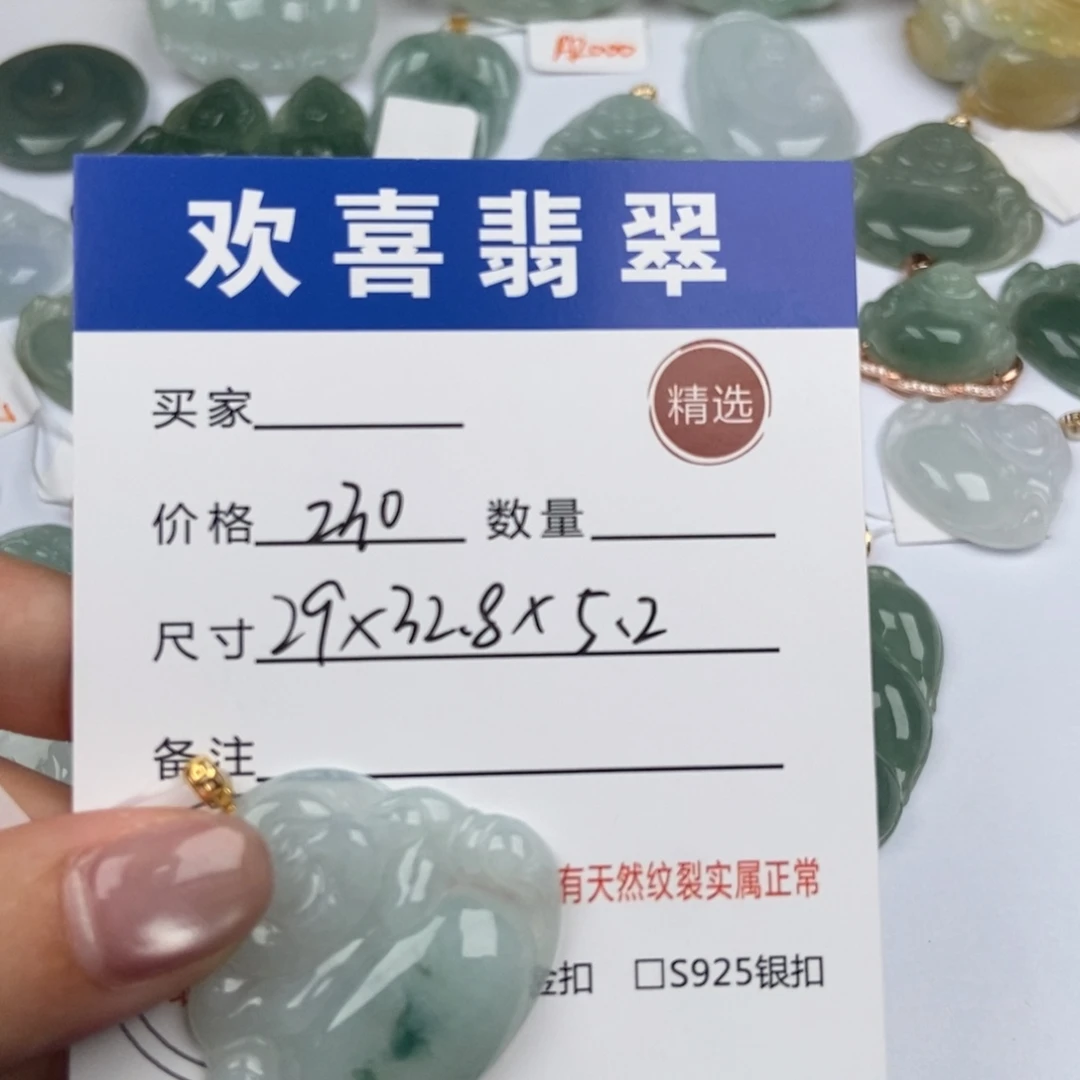 欢喜翡翠
精选
买家
价格 230 数量
尺寸 29×32.8×5.2
备注
有天然纹裂实属正常
金扣 □S925银扣